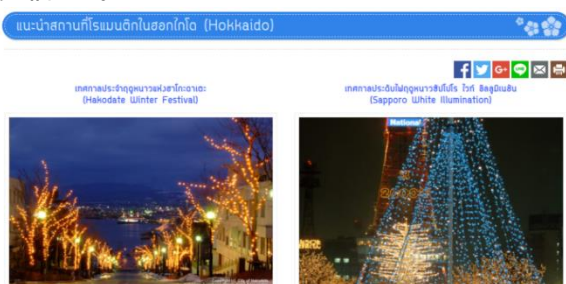 แนะนำสถานที่โรแมนติกในฮอกไกโด (Hokkaido)
เทศกาลประจำฤดูหนาวแห่งฮาโกะดาเตะ
(Hakodate Winter Festival)
เทศกาลประดับไฟฤดูหนาวซัปโปโร ไวท์ อิลลูมิเนชัน
(Sapporo White Illumination)
National